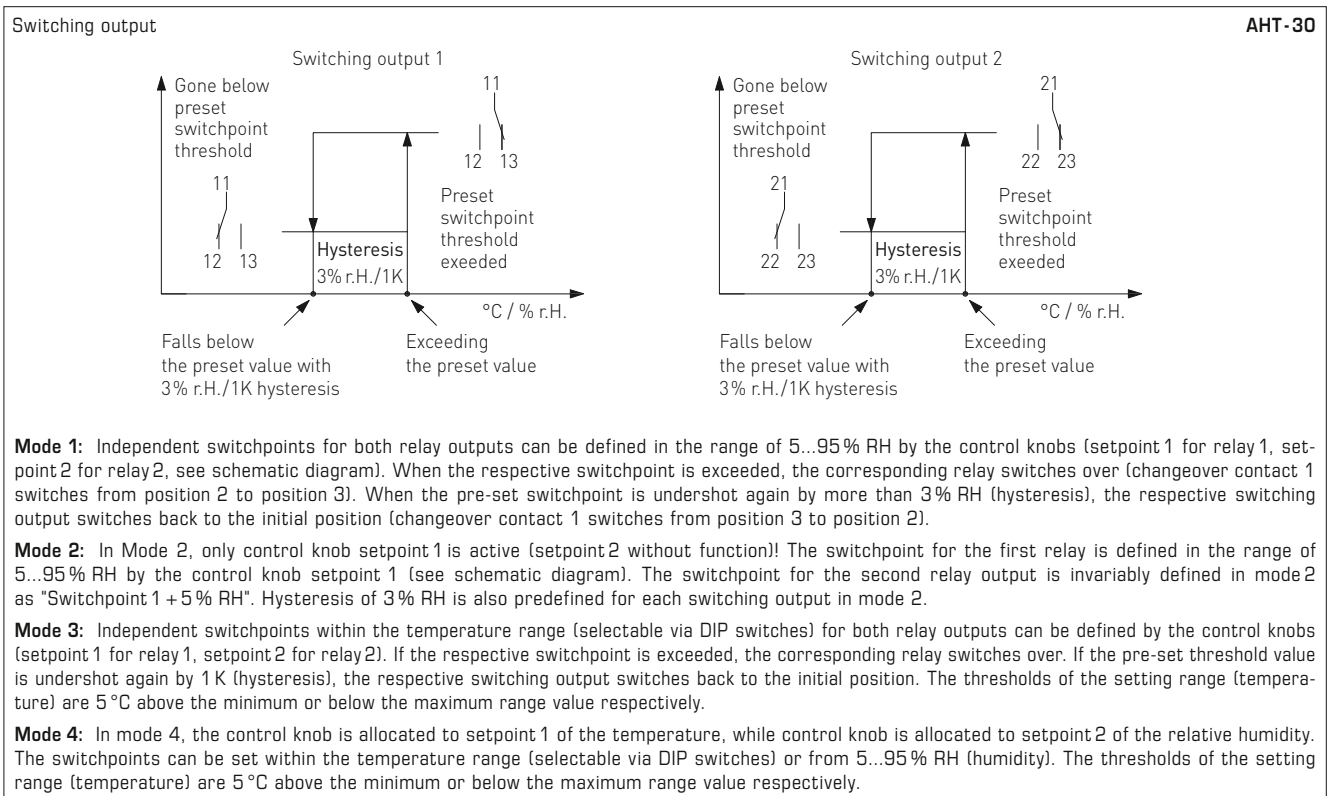 Switching output
AHT-30
Switching output 1
Gone below
preset
switchpoint
threshold
11
12 13
11
12 13
Preset
switchpoint
threshold
exeeded
Hysteresis
3% r.H./1K
°C / % r.H.
Falls below
the preset value with
3% r.H./1K hysteresis
Exceeding
the preset value
Switching output 2
Gone below
preset
switchpoint
threshold
21
22 23
21
22 23
Preset
switchpoint
threshold
exeeded
Hysteresis
3% r.H./1K
°C / % r.H.
Falls below
the preset value with
3% r.H./1K hysteresis
Exceeding
the preset value
Mode 1: Independent switchpoints for both relay outputs can be defined in the range of 5...95% RH by the control knobs (setpoint 1 for relay 1, set-
point 2 for relay 2, see schematic diagram). When the respective switchpoint is exceeded, the corresponding relay switches over (changeover contact 1
switches from position 2 to position 3). When the pre-set switchpoint is undershot again by more than 3% RH (hysteresis), the respective switching
output switches back to the initial position (changeover contact 1 switches from position 3 to position 2).
Mode 2: In Mode 2, only control knob setpoint 1 is active (setpoint 2 without function)! The switchpoint for the first relay is defined in the range of
5...95% RH by the control knob setpoint 1 (see schematic diagram). The switchpoint for the second relay output is invariably defined in mode 2
as "Switchpoint 1 + 5% RH". Hysteresis of 3% RH is also predefined for each switching output in mode 2.
Mode 3: Independent switchpoints within the temperature range (selectable via DIP switches) for both relay outputs can be defined by the control knobs
(setpoint 1 for relay 1, setpoint 2 for relay 2). If the respective switchpoint is exceeded, the corresponding relay switches over. If the pre-set threshold value
is undershot again by 1 K (hysteresis), the respective switching output switches back to the initial position. The thresholds of the setting range (tempera-
ture) are 5 °C above the minimum or below the maximum range value respectively.
Mode 4: In mode 4, the control knob is allocated to setpoint 1 of the temperature, while control knob is allocated to setpoint 2 of the relative humidity.
The switchpoints can be set within the temperature range (selectable via DIP switches) or from 5...95% RH (humidity). The thresholds of the setting
range (temperature) are 5 °C above the minimum or below the maximum range value respectively.